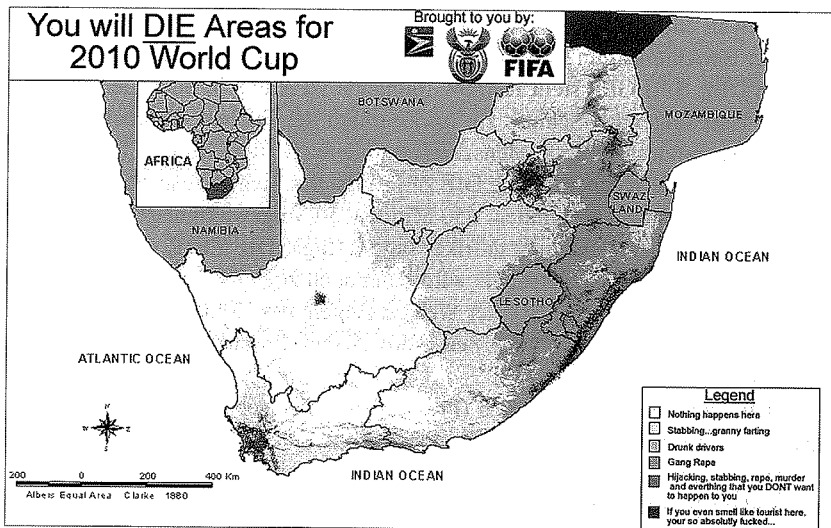 You will DIE Areas for
2010 World Cup
Brought to you by:
FIFA
BOTSWANA
MOZAMBIQUE
AFRICA
SWAZI
LAND
NAMIBIA
INDIAN OCEAN
LESOTHO
ATLANTIC OCEAN
N
W
S
INDIAN OCEAN
200 0 200 400 Km
Albers Equal Area Clarke 1880
Legend
Nothing happens here
Stabbing...granny farting
Drunk drivers
Gang Rape
Hijacking, stabbing, rape, murder
and everthing that you DONT want
to happen to you
If you even smell like tourist here,
your so absolutly fucked...